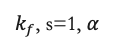 k_f, s=1, α